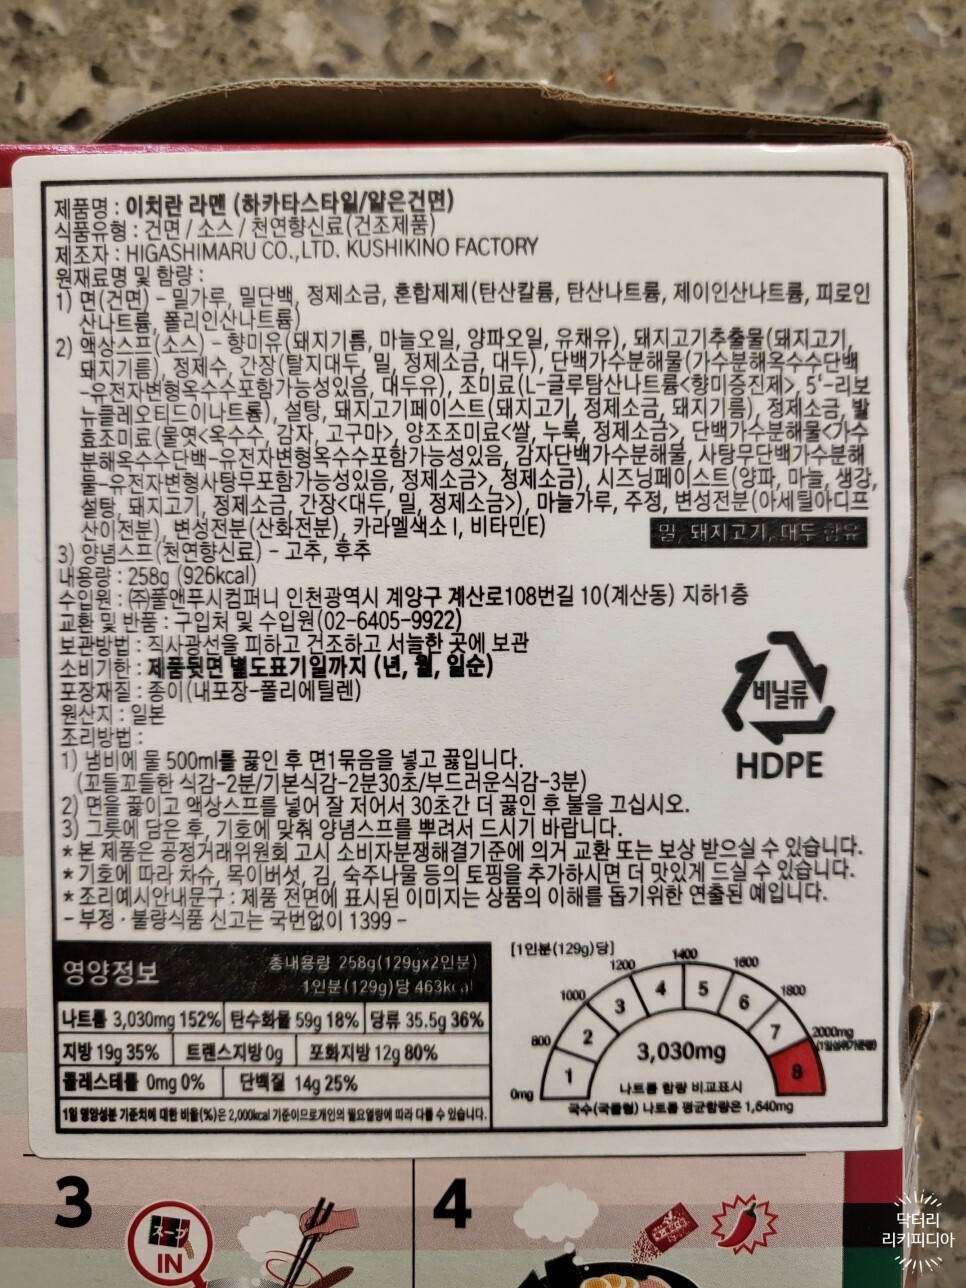 제품명 : 이치란 라멘 (하카타스타일/얇은건면)
식품유형 : 건면 / 소스 / 천연향신료(건조제품)
제조자 : HIGASHIMARU CO.,LTD. KUSHIKINO FACTORY
원재료명 및 함량 :
1) 면(건면) - 밀가루, 밀단백, 정제소금, 혼합제제(탄산칼륨, 탄산나트륨, 제이인산나트륨, 피로인
산나트륨, 폴리인산나트륨)
2) 액상스프(소스) - 향미유(돼지기름, 마늘오일, 양파오일, 유채유), 돼지고기추출물(돼지고기,
돼지기름), 정제수, 간장(탈지대두, 밀, 정제소금, 대두), 단백가수분해물(가수분해옥수수단백
-유전자변형옥수수포함가능성있음, 대두유), 조미료(L-글루탐산나트륨<향미증진제>, 5'-리보
뉴클레오티드이나트륨), 설탕, 돼지고기페이스트(돼지고기, 정제소금, 돼지기름), 정제소금, 발
효조미료(물엿<옥수수, 감자, 고구마>, 양조조미료<쌀, 누룩, 정제소금>, 단백가수분해물<가수
분해옥수수단백-유전자변형옥수수포함가능성있음, 감자단백가수분해물, 사탕무단백가수분해
물-유전자변형사탕무포함가능성있음, 정제소금>, 정제소금), 시즈닝페이스트(양파, 마늘, 생강,
설탕, 돼지고기, 정제소금, 간장<대두, 밀, 정제소금>), 마늘가루, 주정, 변성전분(아세틸아디프
산이전분), 변성전분(산화전분), 카라멜색소 I, 비타민E)
밀, 돼지고기, 대두 함유
3) 양념스프(천연향신료) - 고추, 후추
내용량 : 258g (926kcal)
수입원 : ㈜풀앤푸시컴퍼니 인천광역시 계양구 계산로108번길 10(계산동) 지하1층
교환 및 반품 : 구입처 및 수입원(02-6405-9922)
보관방법 : 직사광선을 피하고 건조하고 서늘한 곳에 보관
소비기한 : 제품뒷면 별도표기일까지 (년, 월, 일순)
포장재질 : 종이(내포장-폴리에틸렌)
원산지 : 일본
조리방법 :
비닐류
HDPE
1) 냄비에 물 500ml를 끓인 후 면1묶음을 넣고 끓입니다.
(꼬들꼬들한 식감-2분/기본식감-2분30초/부드러운식감-3분)
2) 면을 끓이고 액상스프를 넣어 잘 저어서 30초간 더 끓인 후 불을 끄십시오.
3) 그릇에 담은 후, 기호에 맞춰 양념스프를 뿌려서 드시기 바랍니다.
* 본 제품은 공정거래위원회 고시 소비자분쟁해결기준에 의거 교환 또는 보상 받으실 수 있습니다.
* 기호에 따라 차슈, 목이버섯, 김, 숙주나물 등의 토핑을 추가하시면 더 맛있게 드실 수 있습니다.
* 조리예시안내문구 : 제품 전면에 표시된 이미지는 상품의 이해를 돕기위한 연출된 예입니다.
- 부정·불량식품 신고는 국번없이 1399 -
영양정보
총내용량 258g(129gx2인분)
1인분(129g)당 463kcal
나트륨 3,030mg 152% 탄수화물 59g 18% 당류 35.5g 36%
지방 19g 35% 트랜스지방 0g 포화지방 12g 80%
콜레스테롤 0mg 0% 단백질 14g 25%
1일 영양성분 기준치에 대한 비율(%)은 2,000kcal 기준이므로개인의 필요열량에 따라 다를 수 있습니다.
[1인분(129g)당]
0mg 800 1000 1200 1400 1600 1800 2000mg
1 2 3 4 5 6 7 8
3,030mg
나트륨 함량 비교표시
국수(국물형) 나트륨 평균함량은 1,640mg
3
スープ
IN
4
닥터리
리키피디아